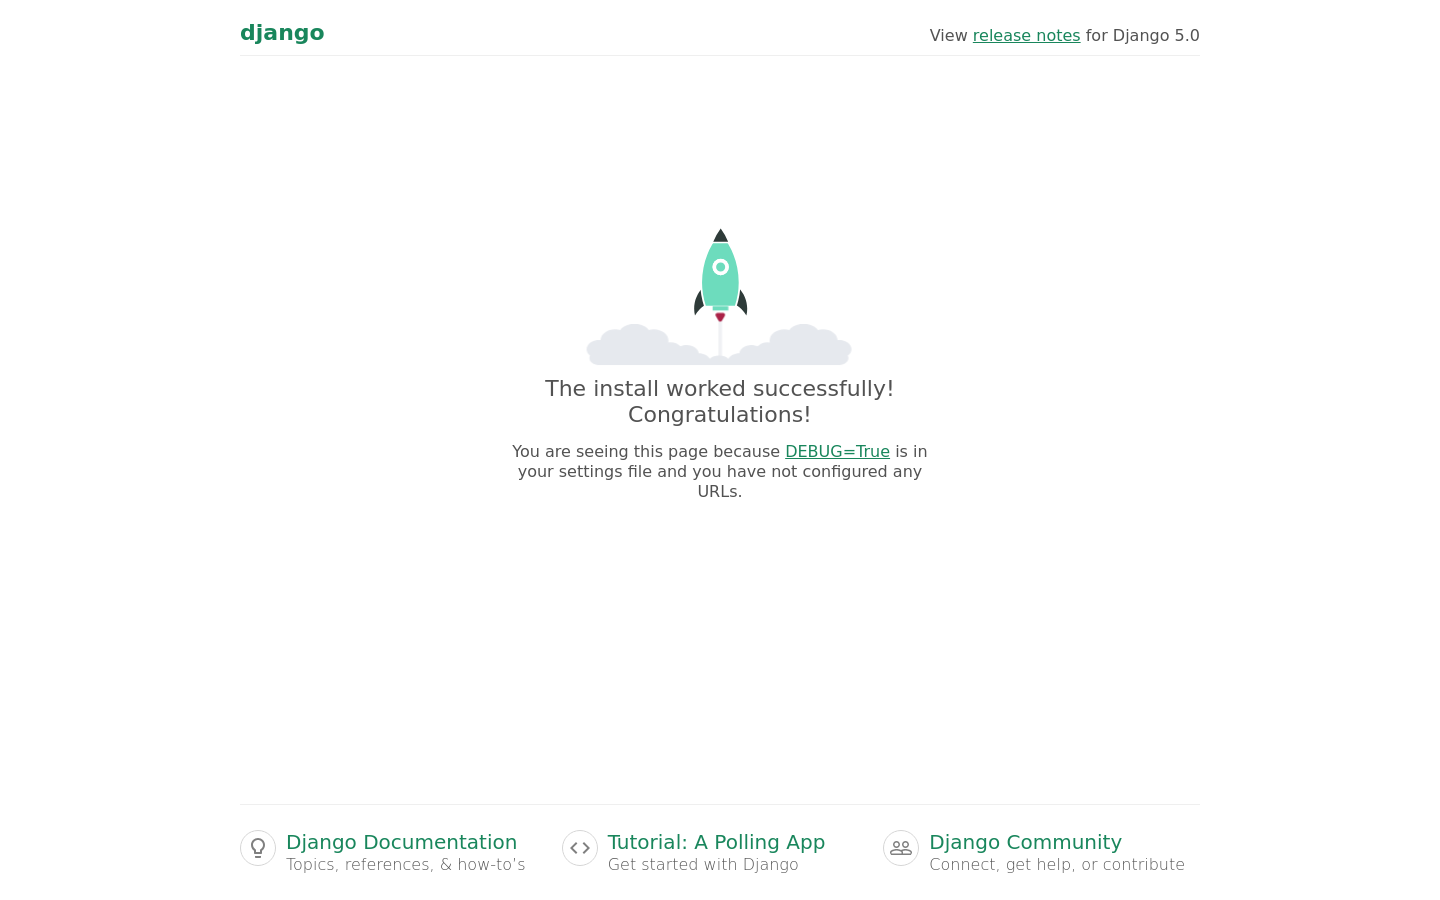 django
View release notes for Django 5.0
The install worked successfully!
Congratulations!
You are seeing this page because DEBUG=True is in
your settings file and you have not configured any
URLs.
Django Documentation
Topics, references, & how-to’s
Tutorial: A Polling App
Get started with Django
Django Community
Connect, get help, or contribute